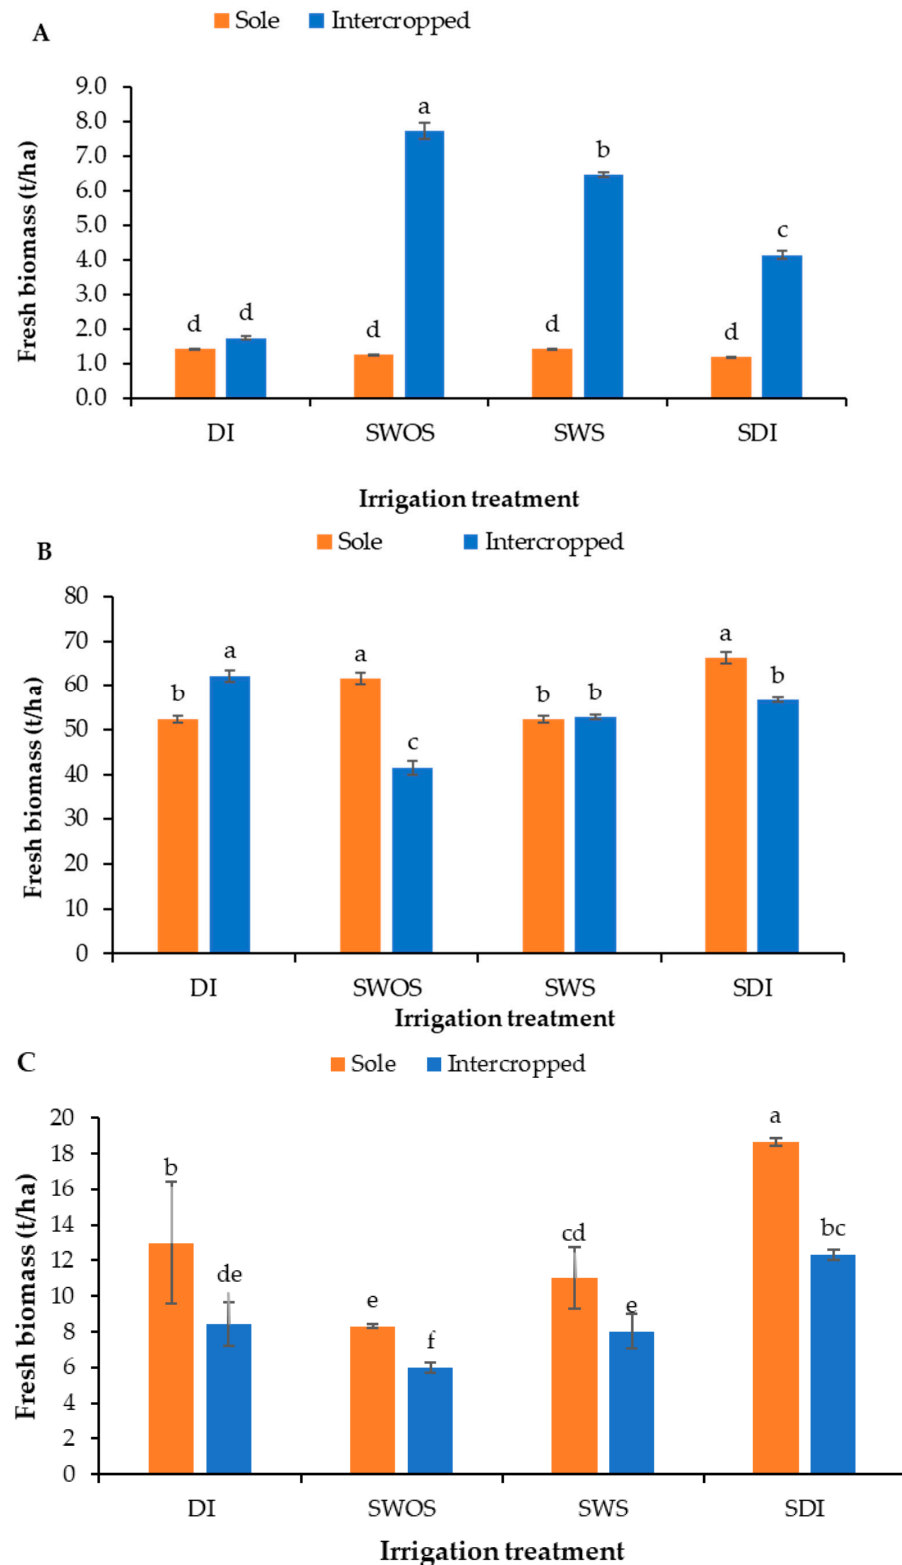 A
Sole Intercropped
Fresh biomass (t/ha)
9.0
8.0
7.0
6.0
5.0
4.0
3.0
2.0
1.0
0.0
d d d a d b d c
DI SWOS SWS SDI
Irrigation treatment
B
Sole Intercropped
Fresh biomass (t/ha)
80
70
60
50
40
30
20
10
0
b a a c b b a b
DI SWOS SWS SDI
Irrigation treatment
C
Sole Intercropped
Fresh biomass (t/ha)
20
18
16
14
12
10
8
6
4
2
0
b de e f cd e a bc
DI SWOS SWS SDI
Irrigation treatment